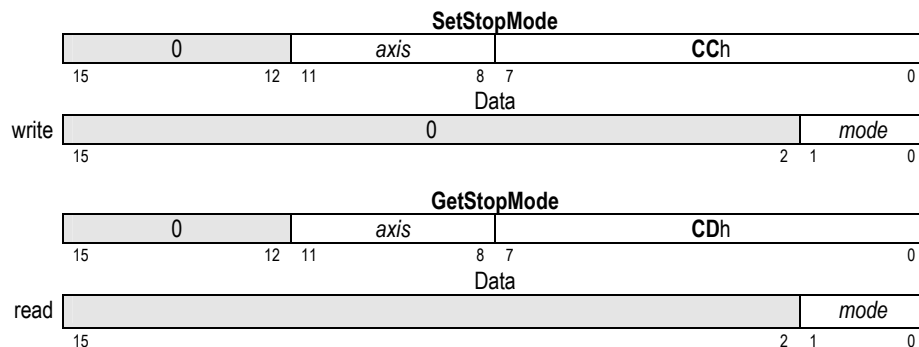 SetStopMode
0 axis CCh
15 12 11 8 7 0
Data
write 0 mode
15 2 1 0
GetStopMode
0 axis CDh
15 12 11 8 7 0
Data
read mode
15 2 1 0